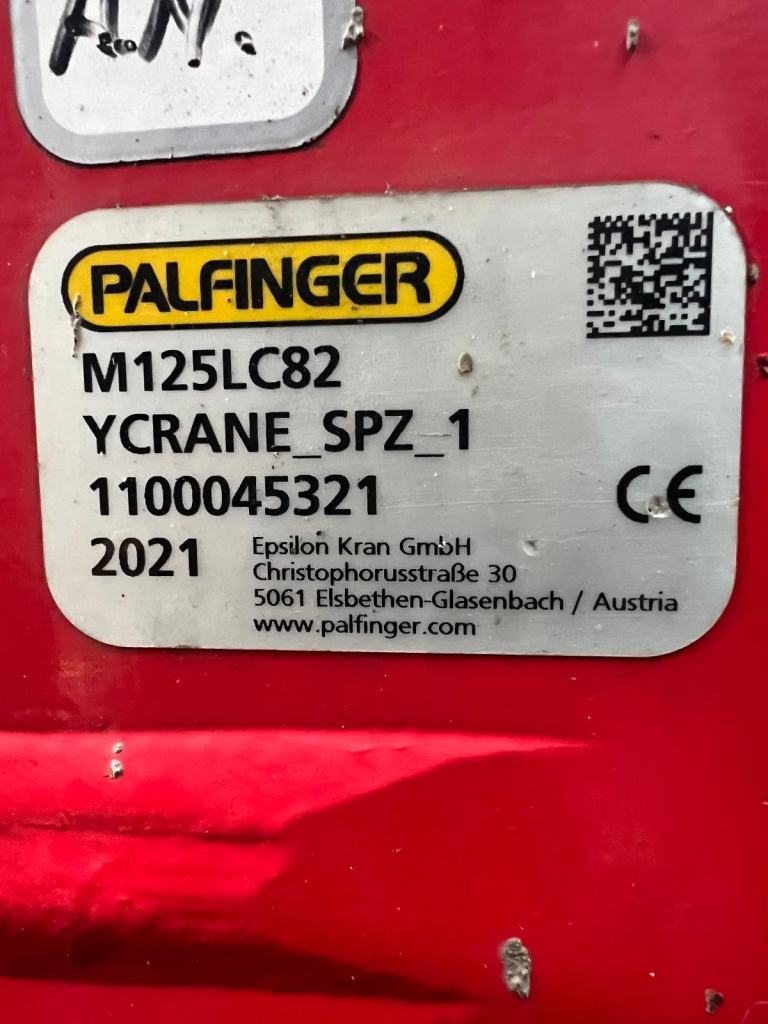 PALFINGER
M125LC82
YCRANE_SPZ_1
1100045321
CE
2021
Epsilon Kran GmbH
Christophorusstraße 30
5061 Elsbethen-Glasenbach / Austria
www.palfinger.com